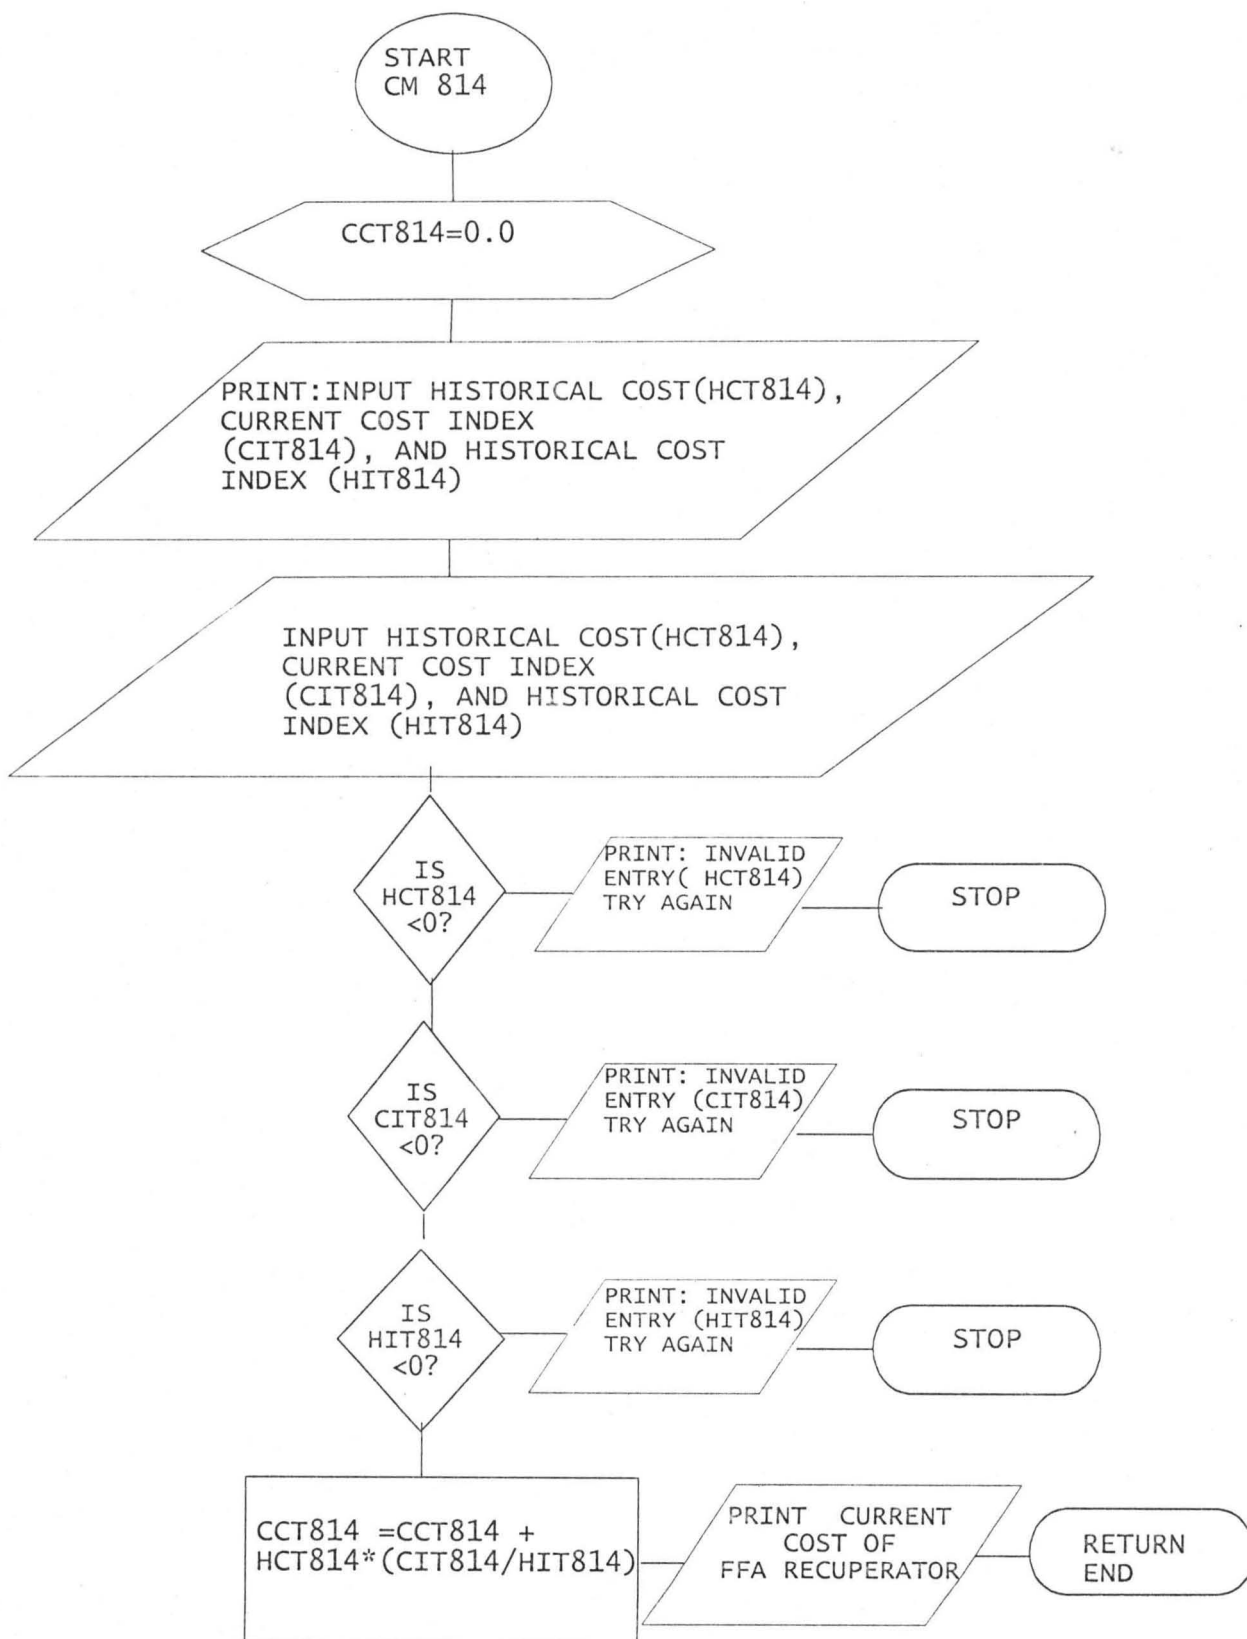 START
CM 814
CCT814=0.0
PRINT:INPUT HISTORICAL COST(HCT814),
CURRENT COST INDEX
(CIT814), AND HISTORICAL COST
INDEX (HIT814)
INPUT HISTORICAL COST(HCT814),
CURRENT COST INDEX
(CIT814), AND HISTORICAL COST
INDEX (HIT814)
IS
HCT814
<0?
PRINT: INVALID
ENTRY( HCT814)
TRY AGAIN
STOP
IS
CIT814
<0?
PRINT: INVALID
ENTRY (CIT814)
TRY AGAIN
STOP
IS
HIT814
<0?
PRINT: INVALID
ENTRY (HIT814)
TRY AGAIN
STOP
CCT814 =CCT814 +
HCT814*(CIT814/HIT814)
PRINT CURRENT
COST OF
FFA RECUPERATOR
RETURN
END